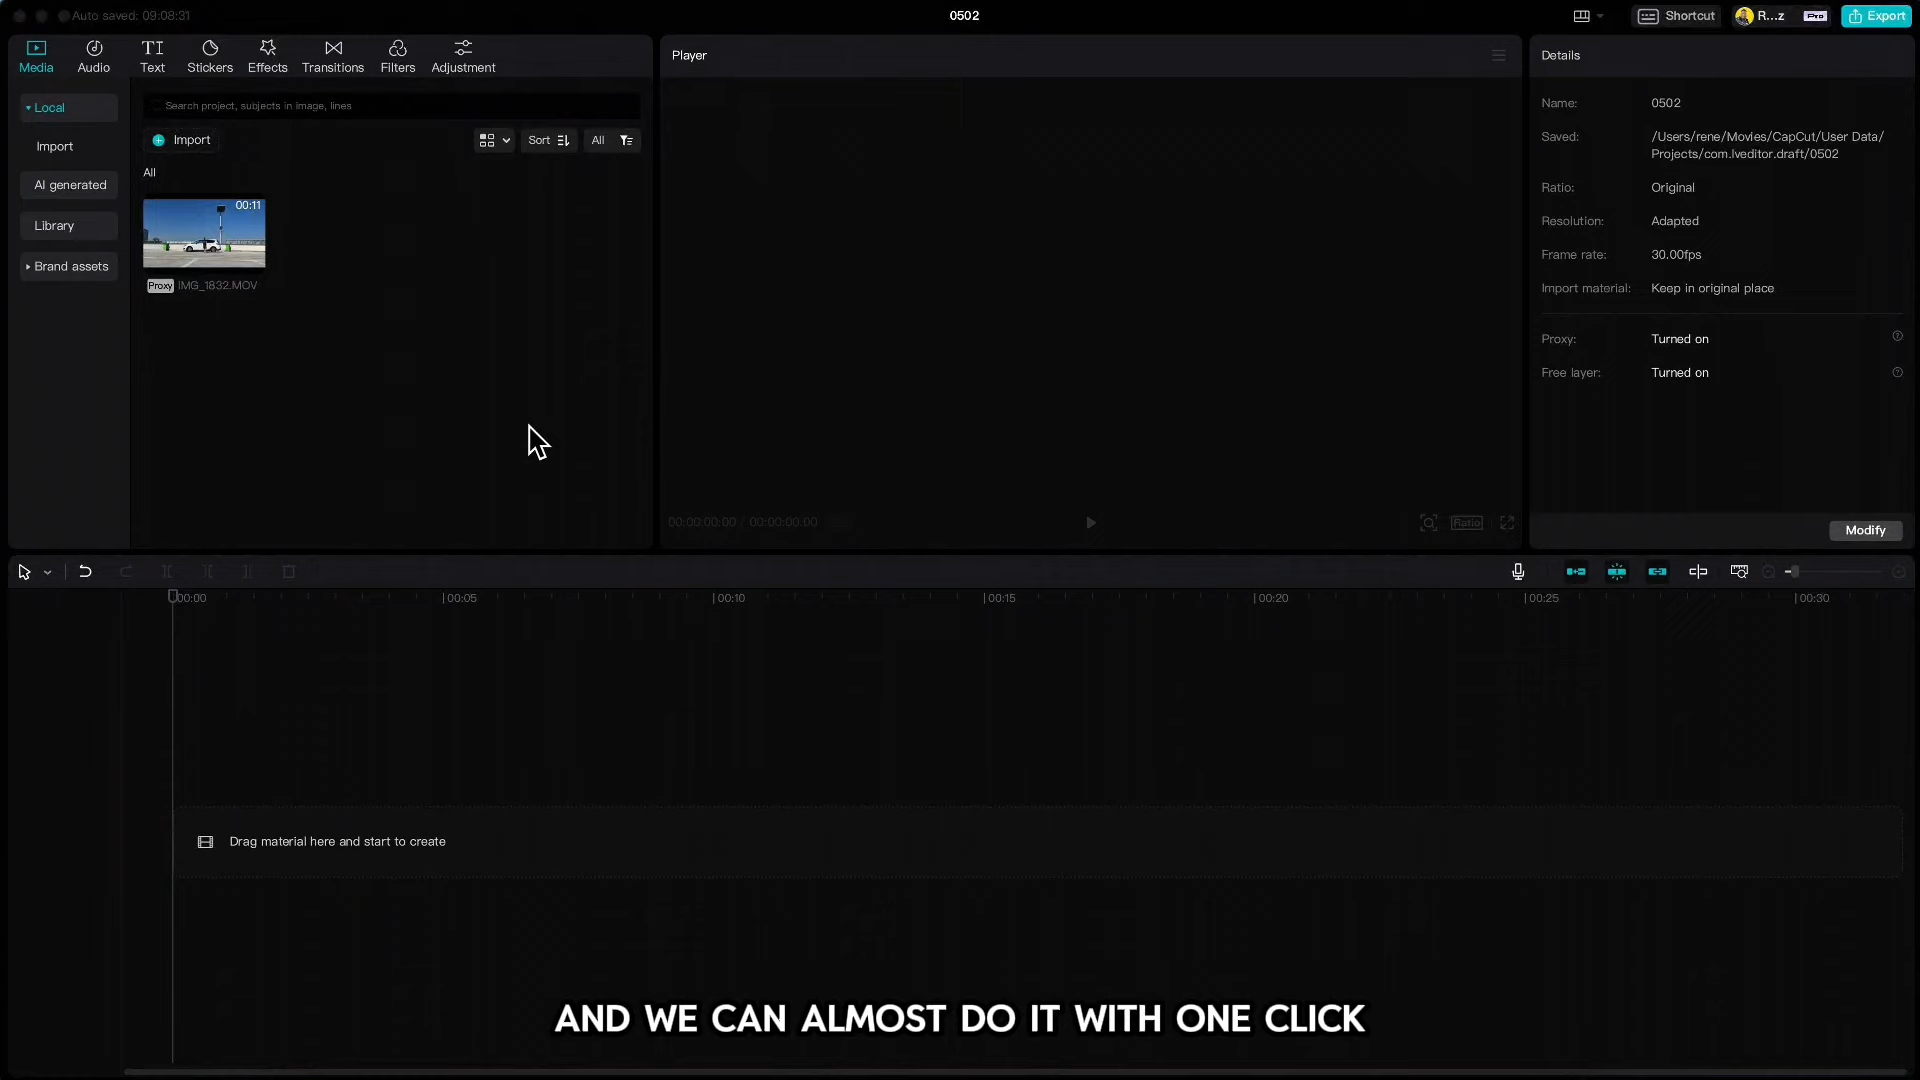 Auto saved: 09:08:31
0502
Shortcut
R...z
Pro
Export
Media
Audio
Text
Stickers
Effects
Transitions
Filters
Adjustment
Local
Import
AI generated
Library
Brand assets
Search project, subjects in image, lines
Import
Sort
All
All
00:11
Proxy IMG_1832.MOV
Player
00:00:00:00 / 00:00:00:00
Ratio
Details
Name: 0502
Saved: /Users/rene/Movies/CapCut/User Data/
Projects/com.lveditor.draft/0502
Ratio: Original
Resolution: Adapted
Frame rate: 30.00fps
Import material: Keep in original place
Proxy: Turned on
Free layer: Turned on
Modify
00:00
00:05
00:10
00:15
00:20
00:25
00:30
Drag material here and start to create
AND WE CAN ALMOST DO IT WITH ONE CLICK